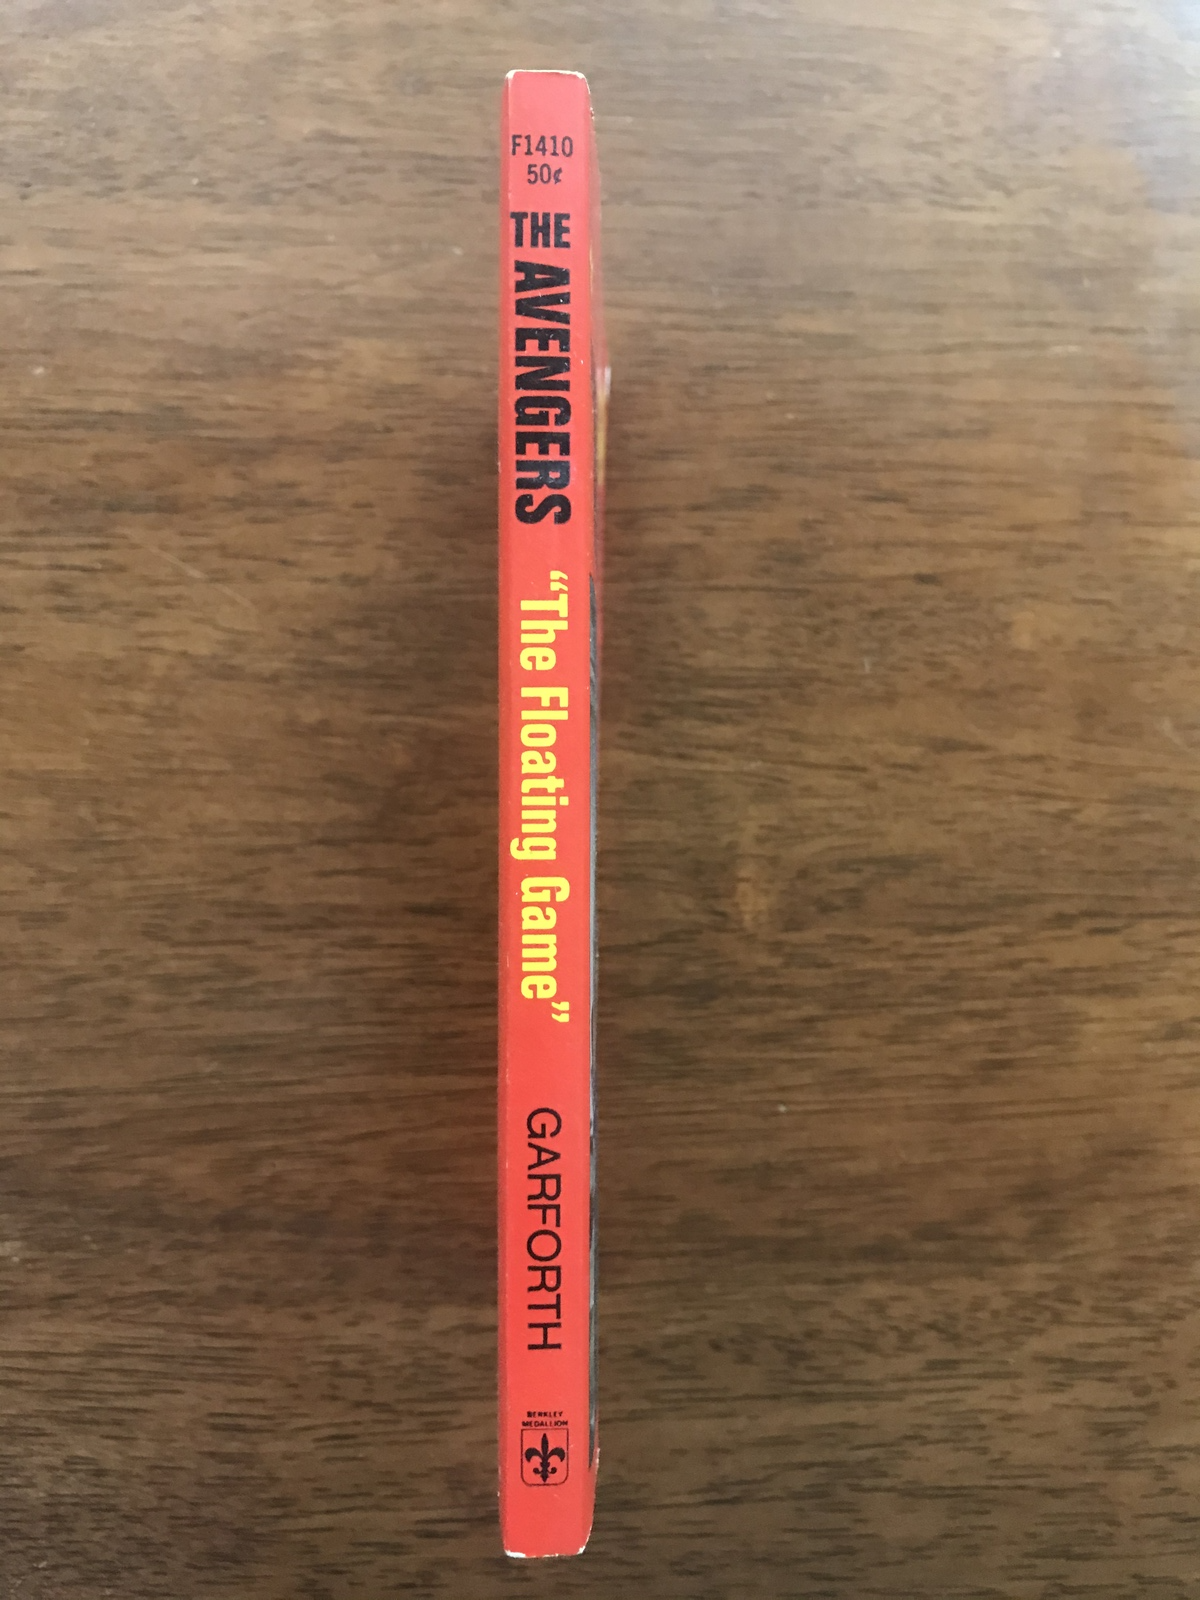 F1410
50¢
THE
AVENGERS
“The Floating Game”
GARFORTH
BERKLEY
MEDALLION